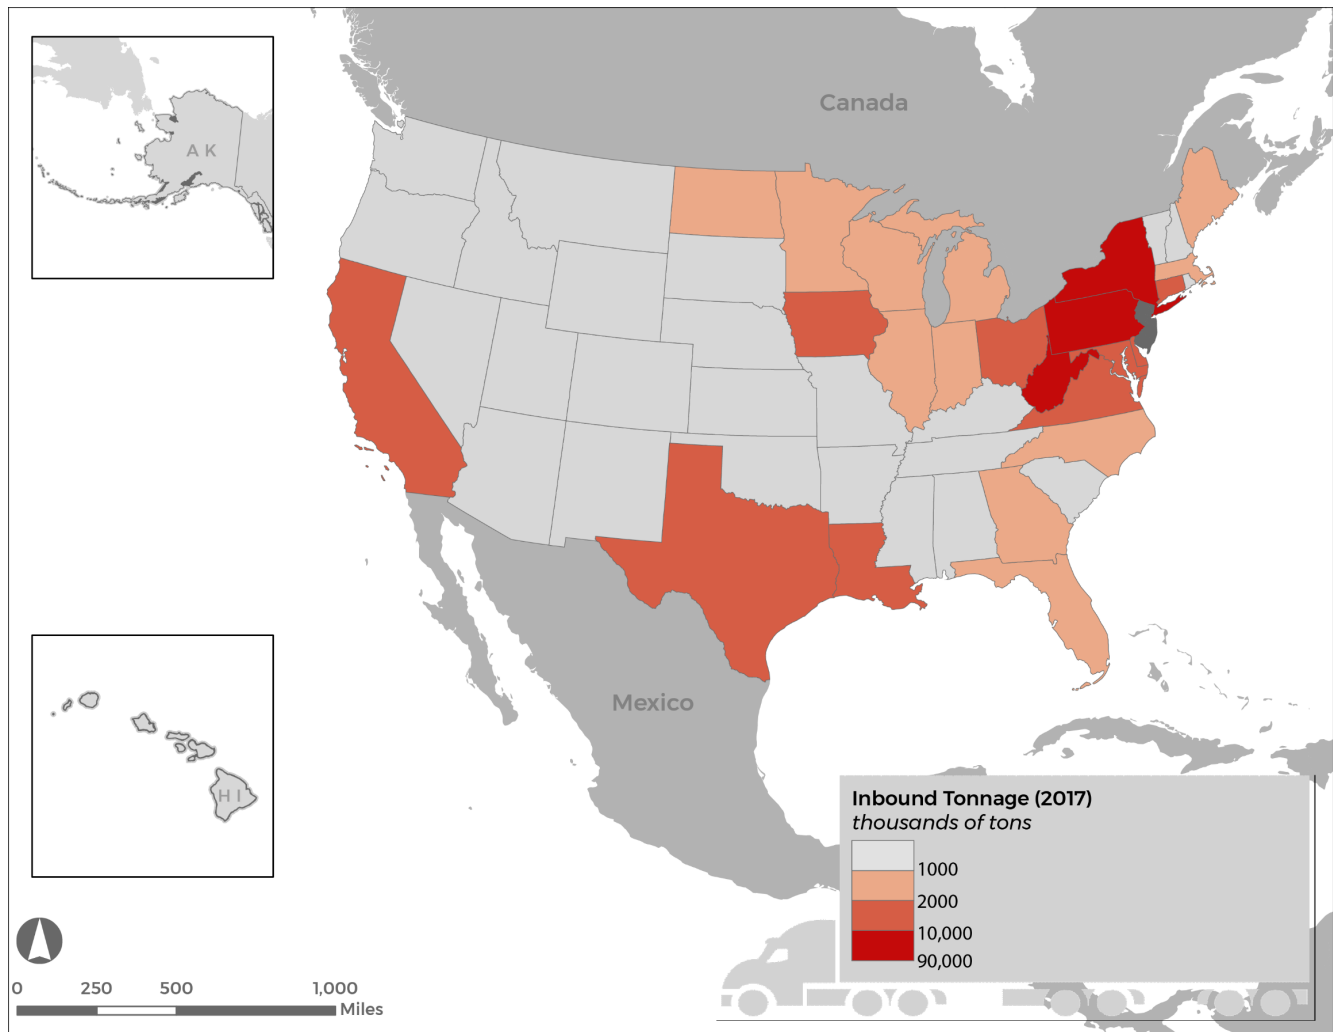 Canada
A K
Mexico
H I
Inbound Tonnage (2017)
thousands of tons
1000
2000
10,000
90,000
0 250 500 1,000
Miles